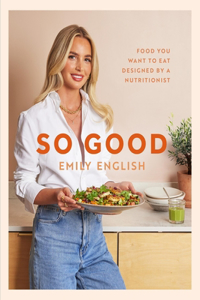 FOOD YOU
WANT TO EAT
DESIGNED BY A
NUTRITIONIST
SO GOOD
EMILY ENGLISH